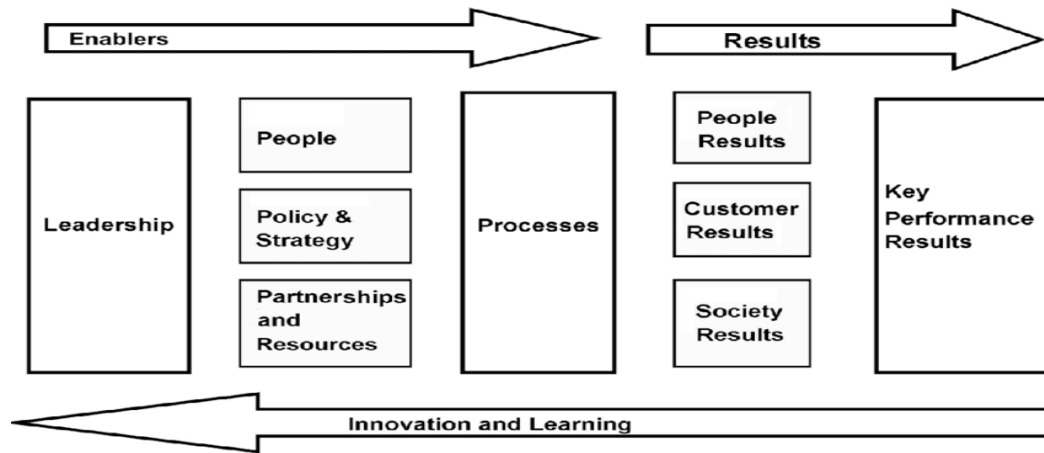 Enablers
Results
Leadership
People
Policy &
Strategy
Partnerships
and
Resources
Processes
People
Results
Customer
Results
Society
Results
Key
Performance
Results
Innovation and Learning